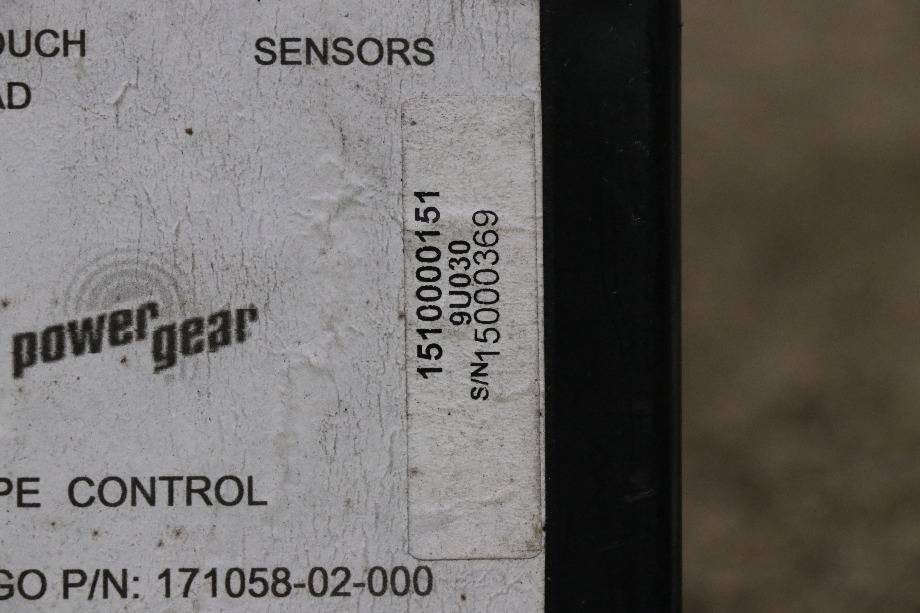 OUCH
SENSORS
AD
1510000151
9U030
S/N15000369
power gear
PE CONTROL
GO P/N: 171058-02-000